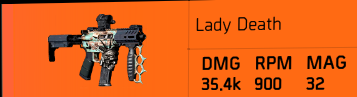 Lady Death
DMG RPM MAG
35.4k 900 32